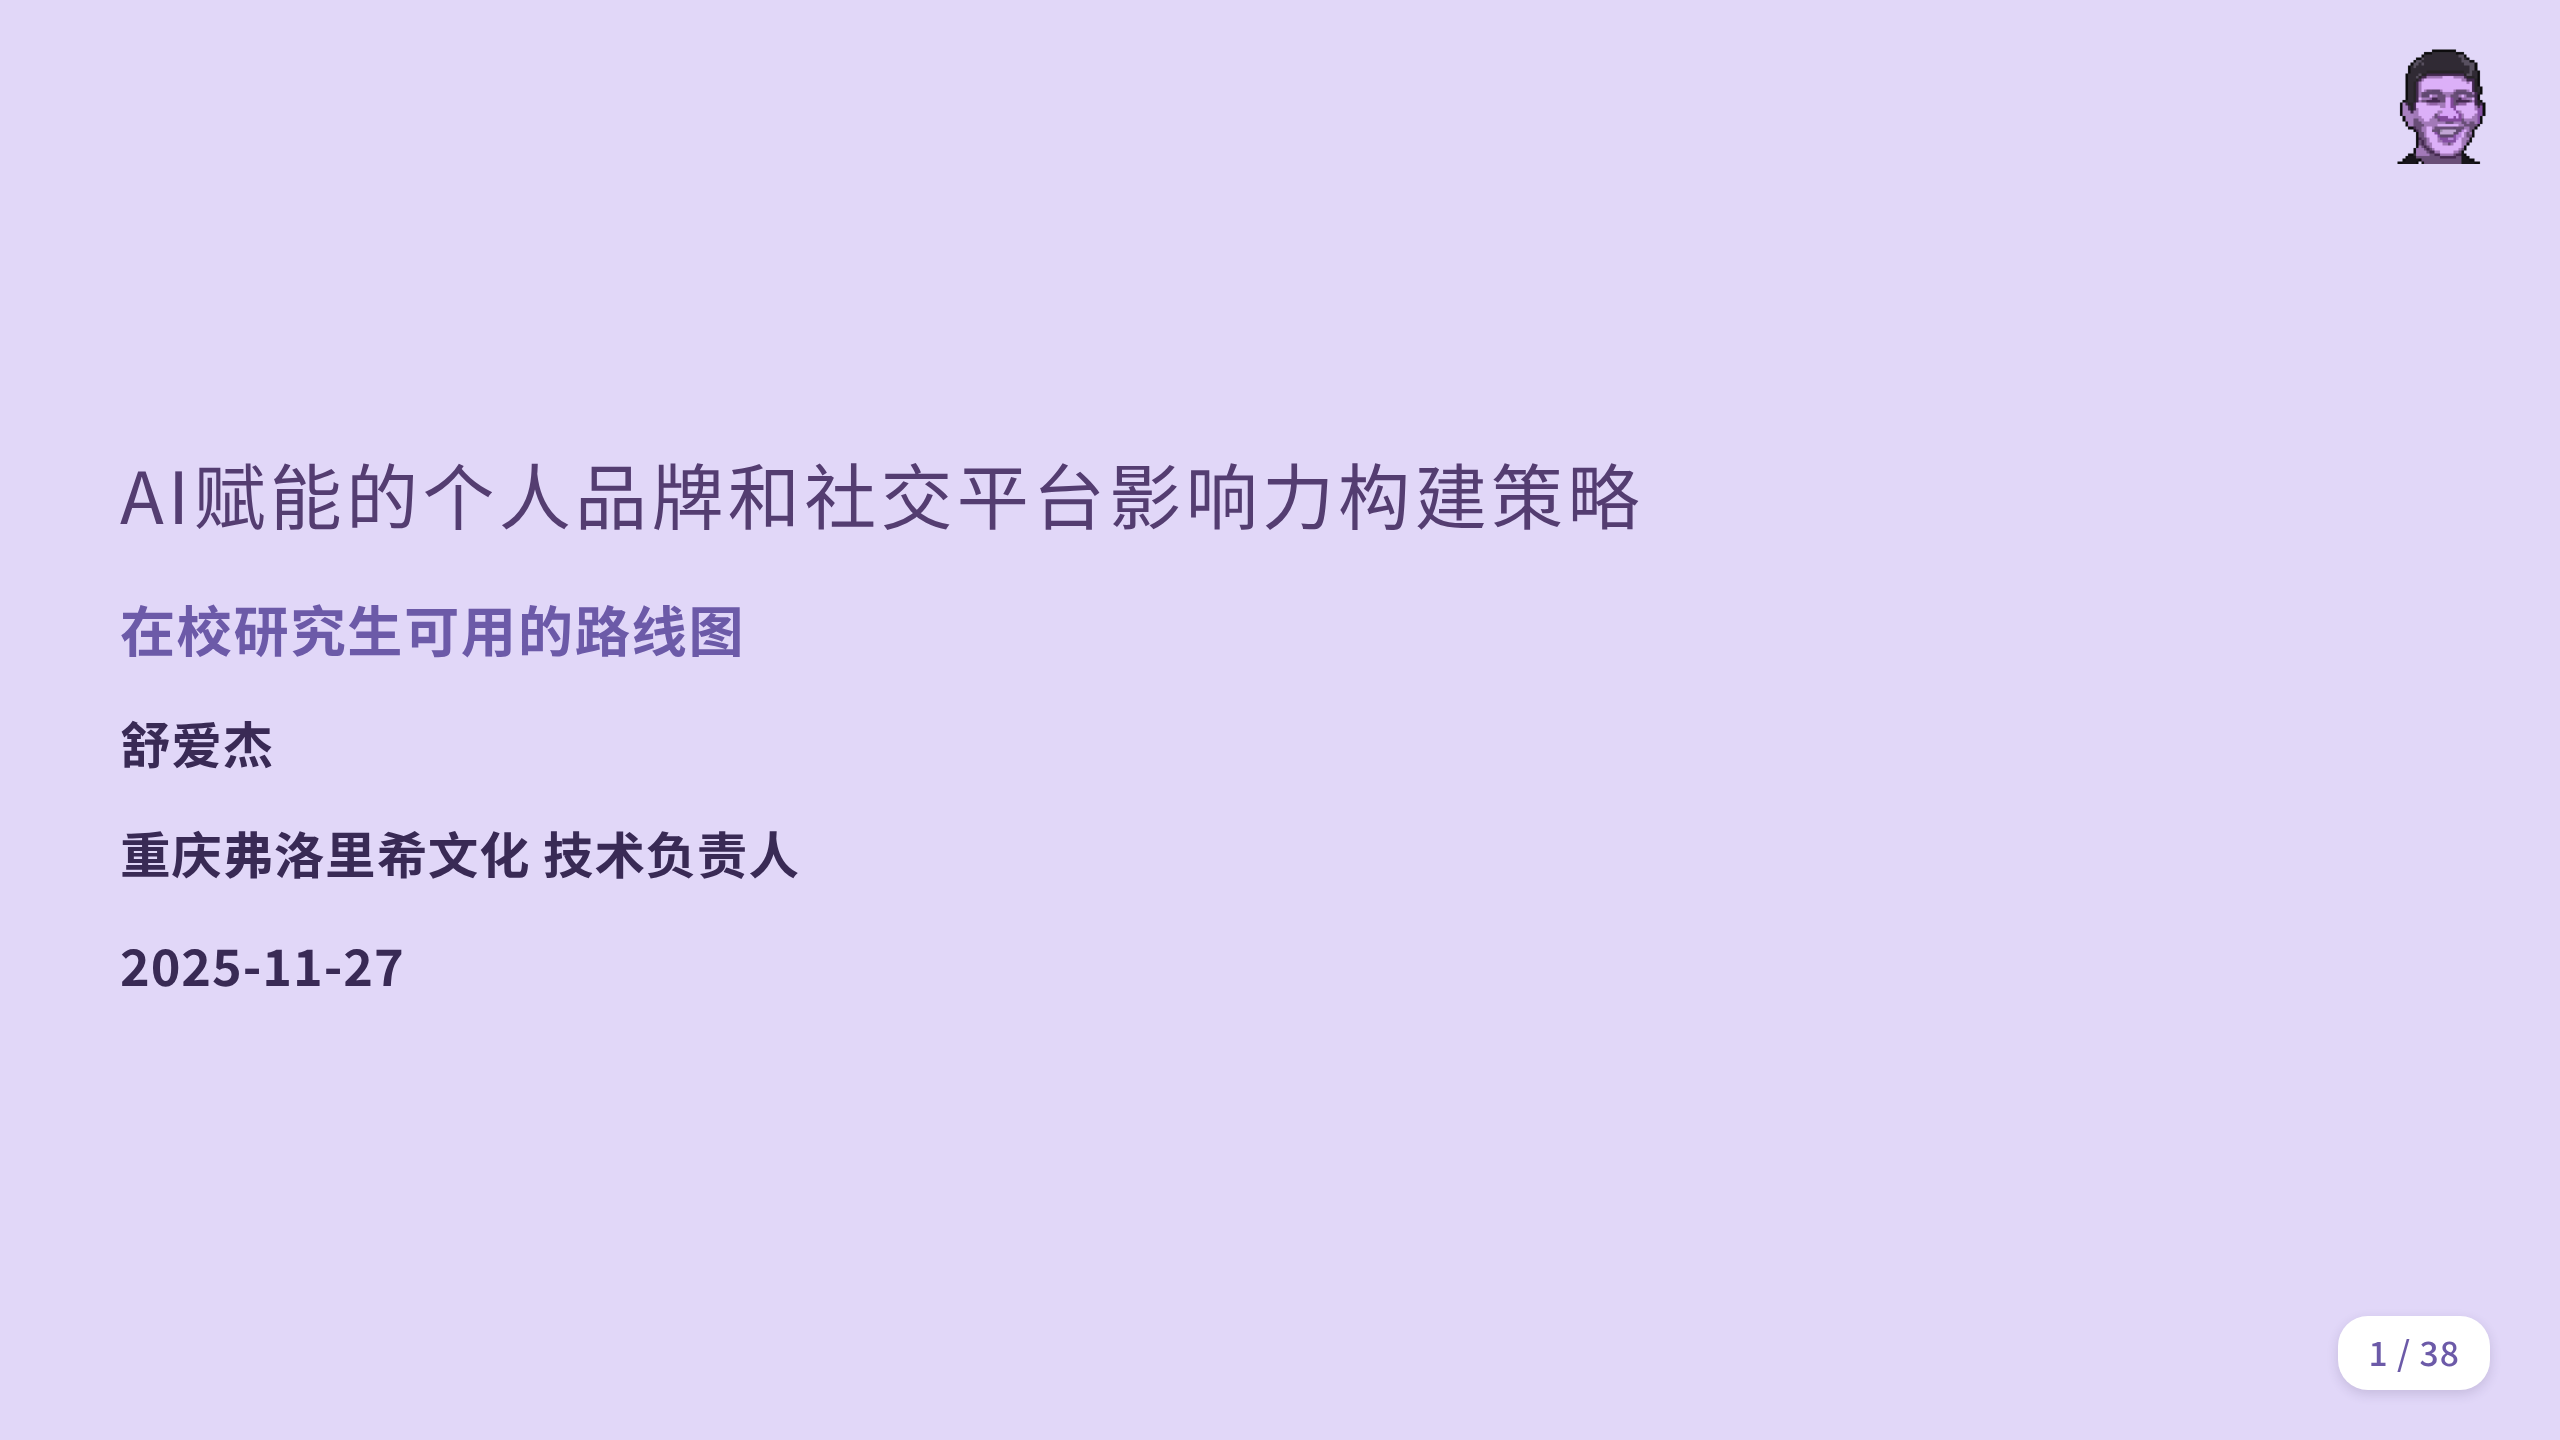 AI赋能的个人品牌和社交平台影响力构建策略
在校研究生可用的路线图
舒爱杰
重庆弗洛里希文化 技术负责人
2025-11-27
1 / 38